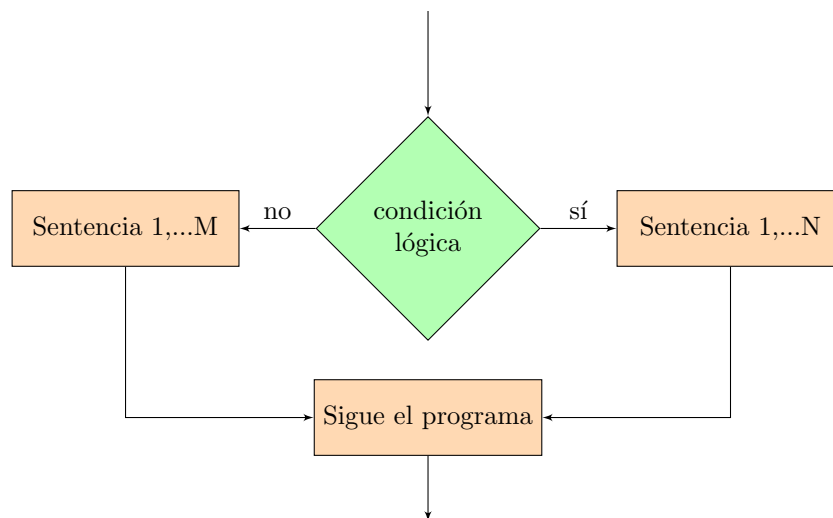 condición
lógica
no
sí
Sentencia 1,...M
Sentencia 1,...N
Sigue el programa